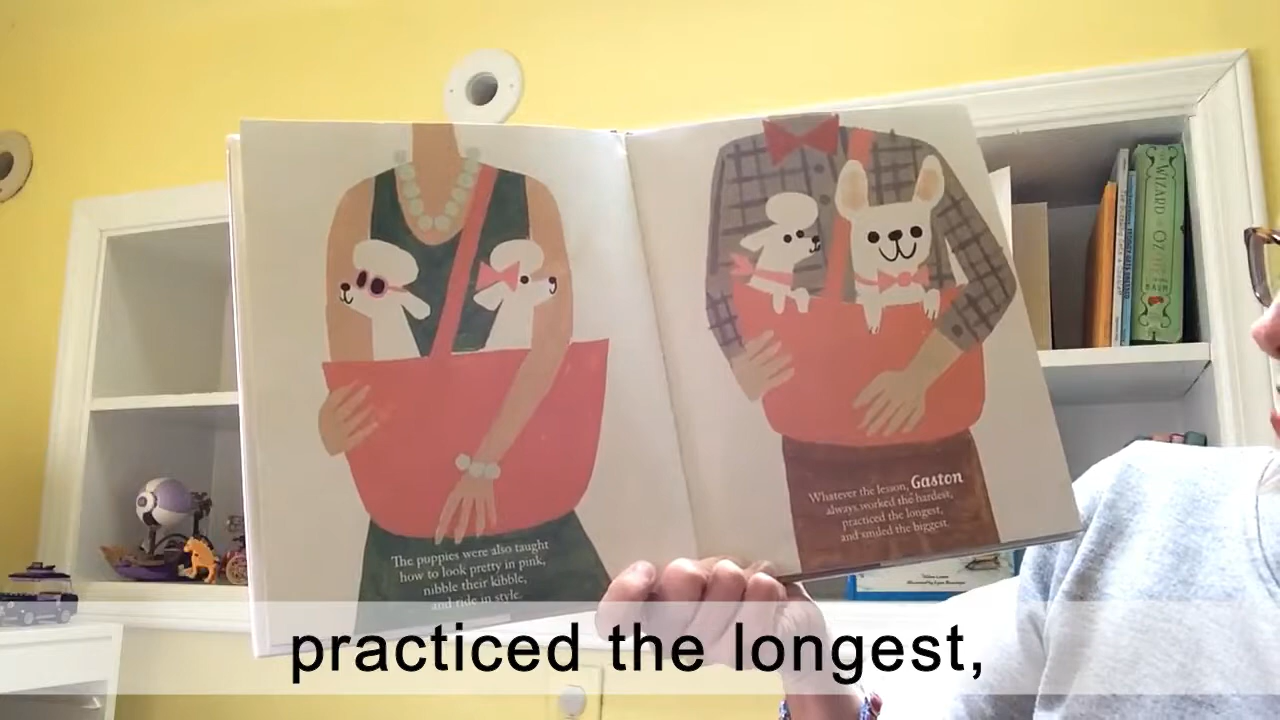 The puppies were also taught
how to look pretty in pink,
nibble their kibble,
and ride in style.
Whatever the lesson, Gaston
always worked the hardest,
practiced the longest,
and smiled the biggest.
WIZARD
OF OZ
BAUM
practiced the longest,